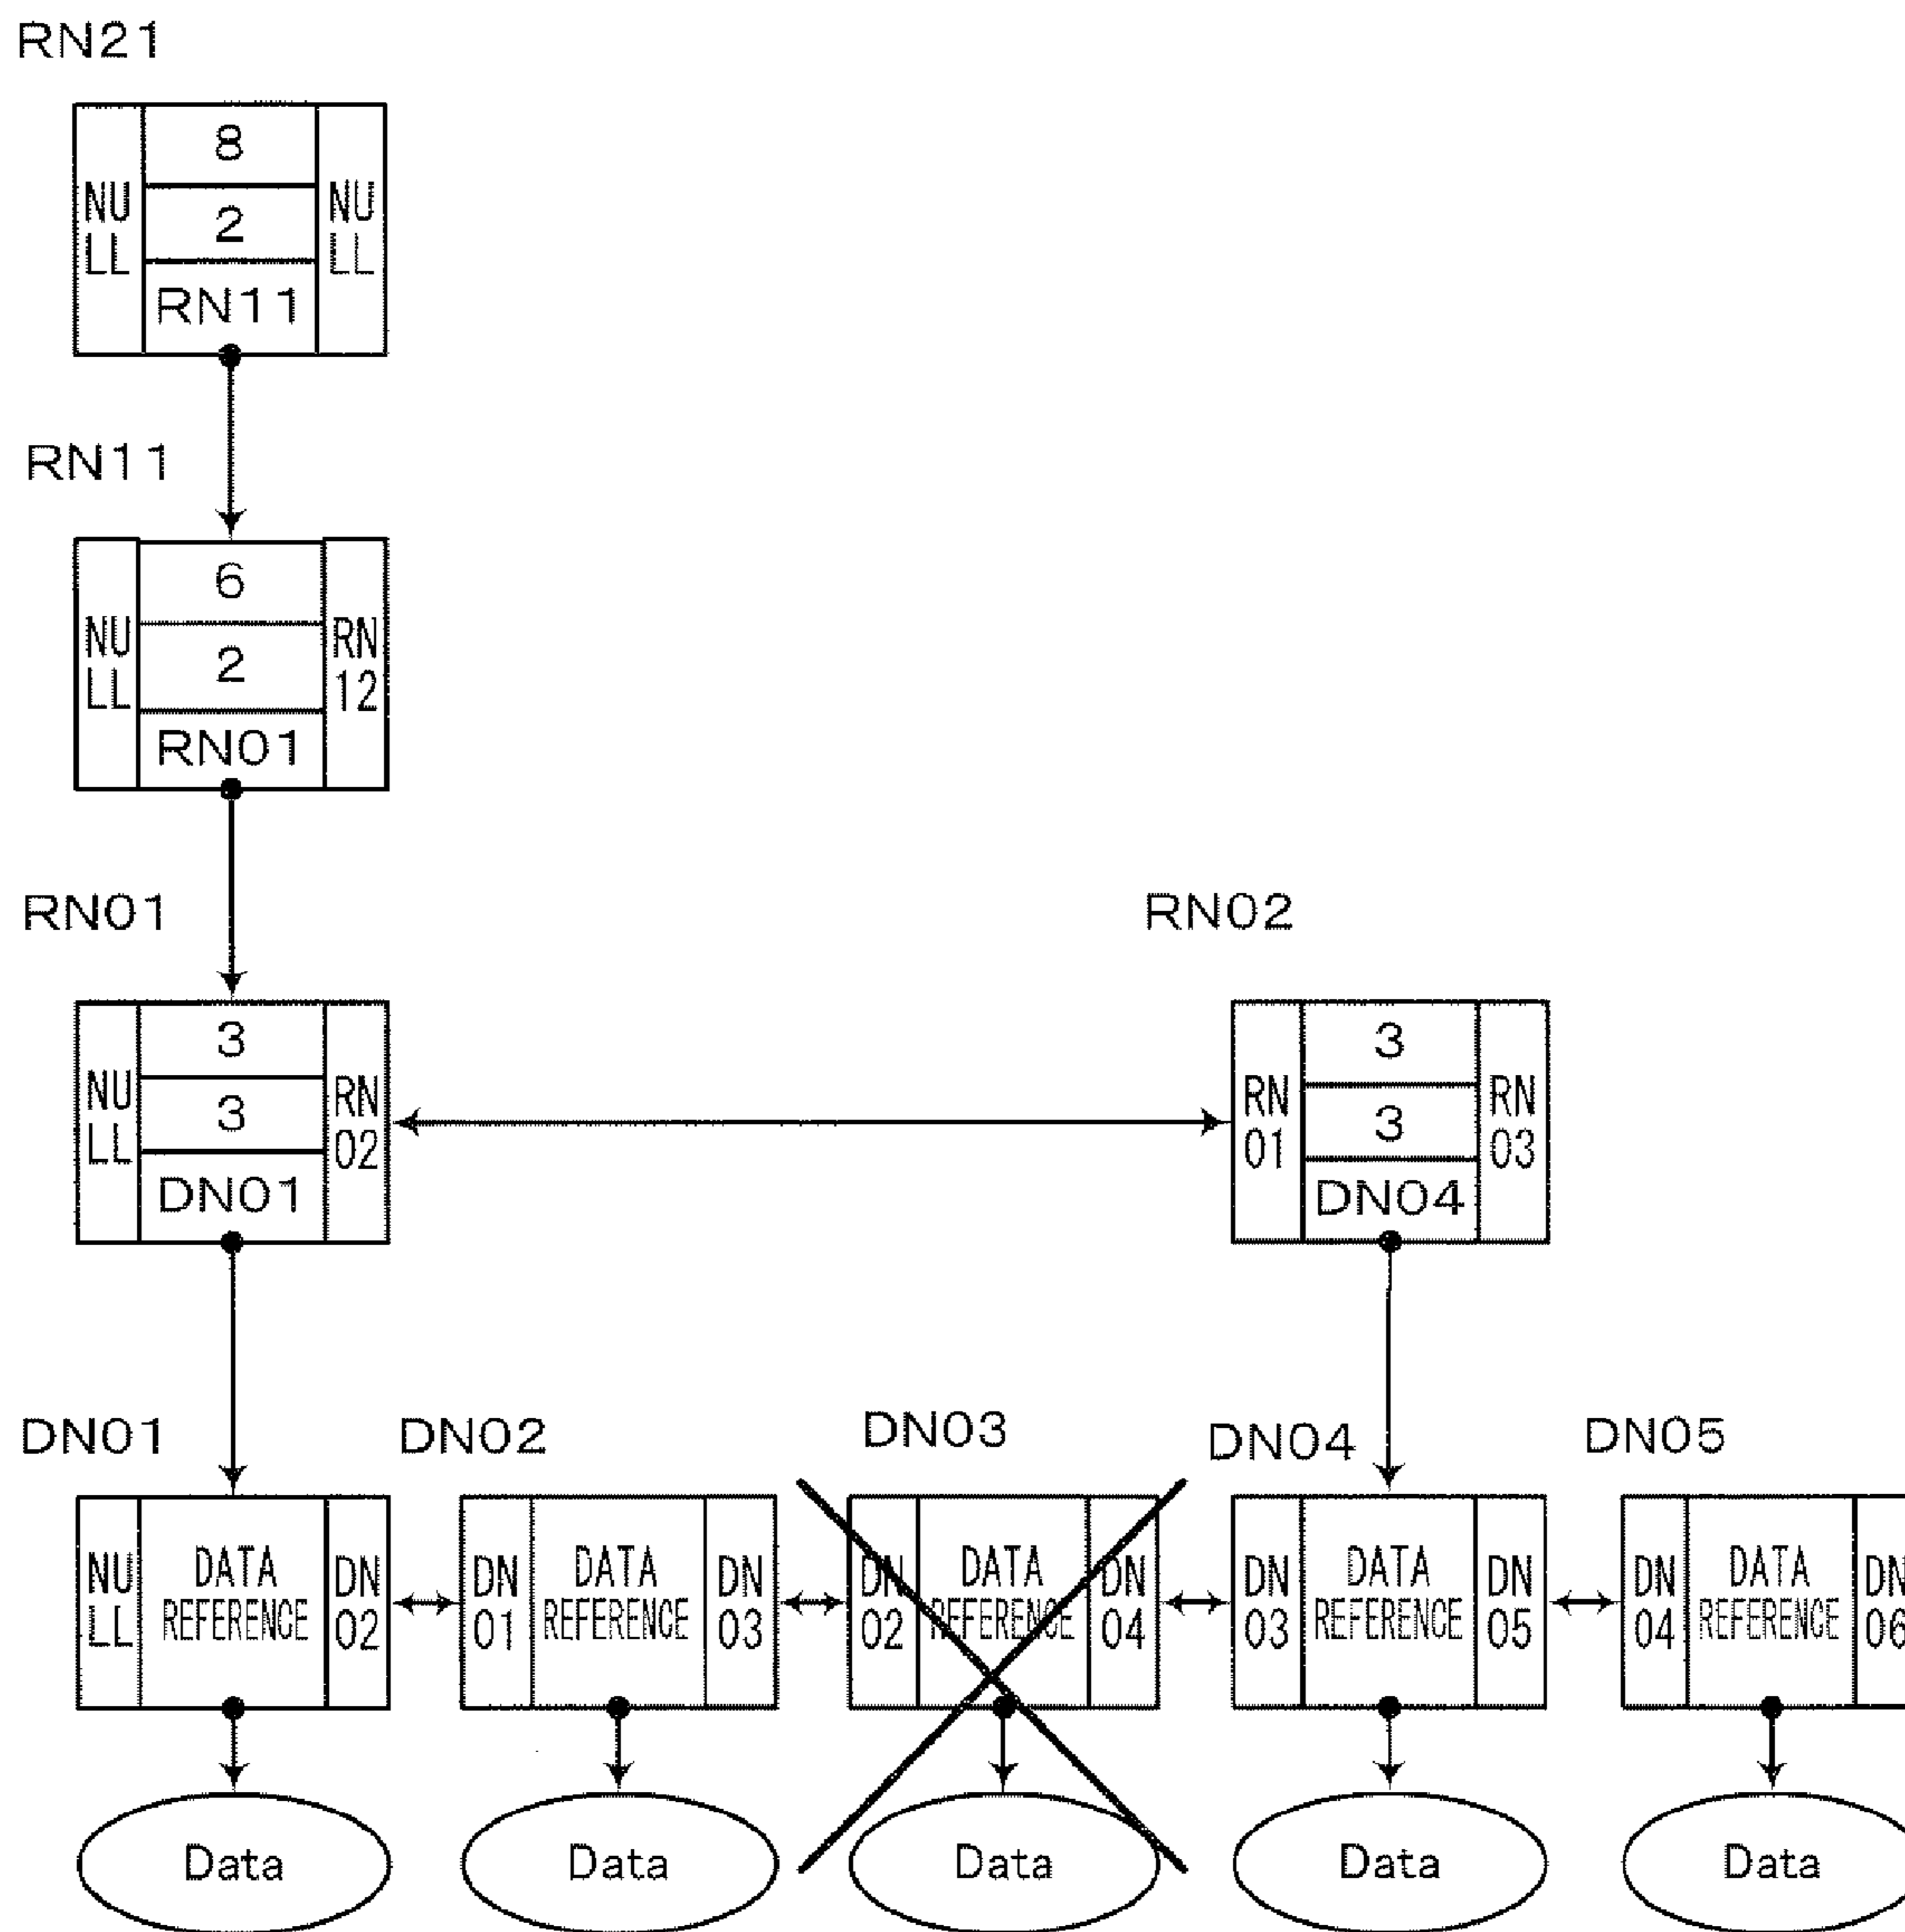 RN21
8
NU
LL
2
NU
LL
RN11
RN11
6
NU
LL
2
RN
12
RN01
RN01
RN02
3
NU
LL
3
RN
02
DN01
3
RN
01
3
RN
03
DN04
DN01
DN02
DN03
DN04
DN05
NU
LL
DATA
REFERENCE
DN
02
DN
01
DATA
REFERENCE
DN
03
DN
02
DATA
REFERENCE
DN
04
DN
03
DATA
REFERENCE
DN
05
DN
04
DATA
REFERENCE
DN
06
Data
Data
Data
Data
Data